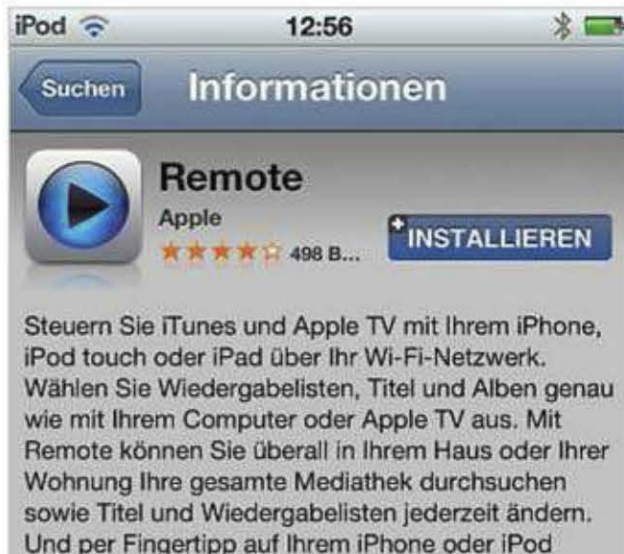 iPod 12:56
Suchen Informationen
Remote
Apple
498 B...
INSTALLIEREN
Steuern Sie iTunes und Apple TV mit Ihrem iPhone,
iPod touch oder iPad über Ihr Wi-Fi-Netzwerk.
Wählen Sie Wiedergabelisten, Titel und Alben genau
wie mit Ihrem Computer oder Apple TV aus. Mit
Remote können Sie überall in Ihrem Haus oder Ihrer
Wohnung Ihre gesamte Mediathek durchsuchen
sowie Titel und Wiedergabelisten jederzeit ändern.
Und per Fingertipp auf Ihrem iPhone oder iPod